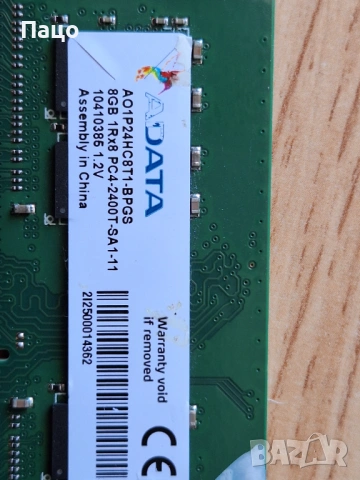 Пацо
ADATA
AO1P24HC8T1-BPGS
8GB 1Rx8 PC4-2400T-SA1-11
10410386 1.2V
Assembly in China
Warranty void
if removed
2I2500014362
CE
BAZAR